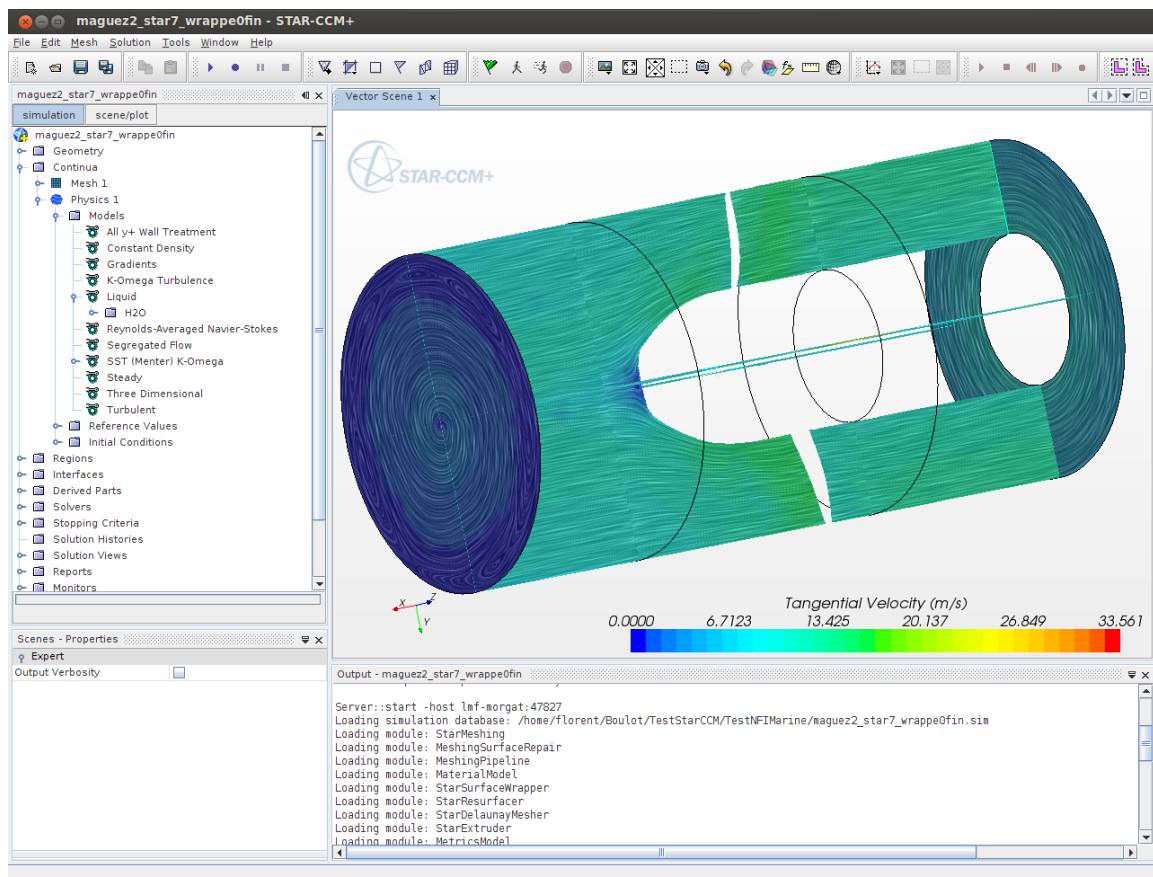 maguez2_star7_wrappe0fin - STAR-CCM+
File Edit Mesh Solution Tools Window Help
maguez2_star7_wrappe0fin
simulation scene/plot
maguez2_star7_wrappe0fin
Geometry
Continua
Mesh 1
Physics 1
Models
All y+ Wall Treatment
Constant Density
Gradients
K-Omega Turbulence
Liquid
H2O
Reynolds-Averaged Navier-Stokes
Segregated Flow
SST (Menter) K-Omega
Steady
Three Dimensional
Turbulent
Reference Values
Initial Conditions
Regions
Interfaces
Derived Parts
Solvers
Stopping Criteria
Solution Histories
Solution Views
Reports
Monitors
Scenes - Properties
Expert
Output Verbosity
Vector Scene 1
STAR-CCM+
X Z
Y
Tangential Velocity (m/s)
0.0000 6.7123 13.425 20.137 26.849 33.561
Output - maguez2_star7_wrappe0fin
Server::start -host lmf-morgat:47827
Loading simulation database: /home/florent/Boulot/TestStarCCM/TestNFIMarine/maguez2_star7_wrappe0fin.sim
Loading module: StarMeshing
Loading module: MeshingSurfaceRepair
Loading module: MeshingPipeline
Loading module: MaterialModel
Loading module: StarSurfaceWrapper
Loading module: StarResurfacer
Loading module: StarDelaunayMesher
Loading module: StarExtruder
Loading module: MetricsModel